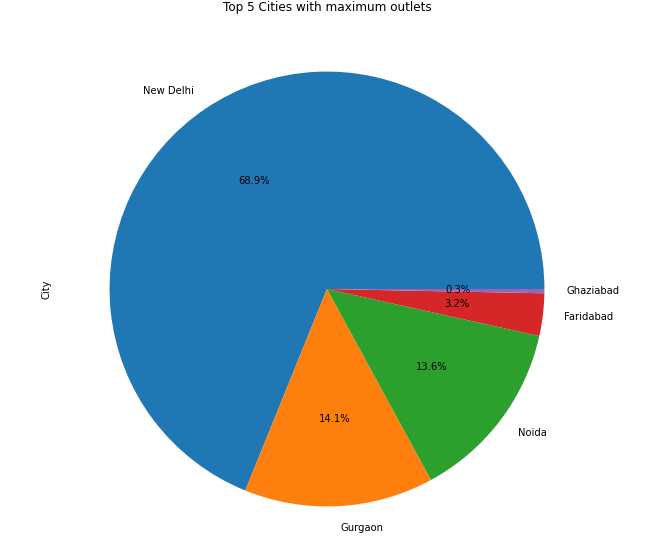 Top 5 Cities with maximum outlets
New Delhi
68.9%
City
0.3%
Ghaziabad
3.2%
Faridabad
13.6%
14.1%
Noida
Gurgaon